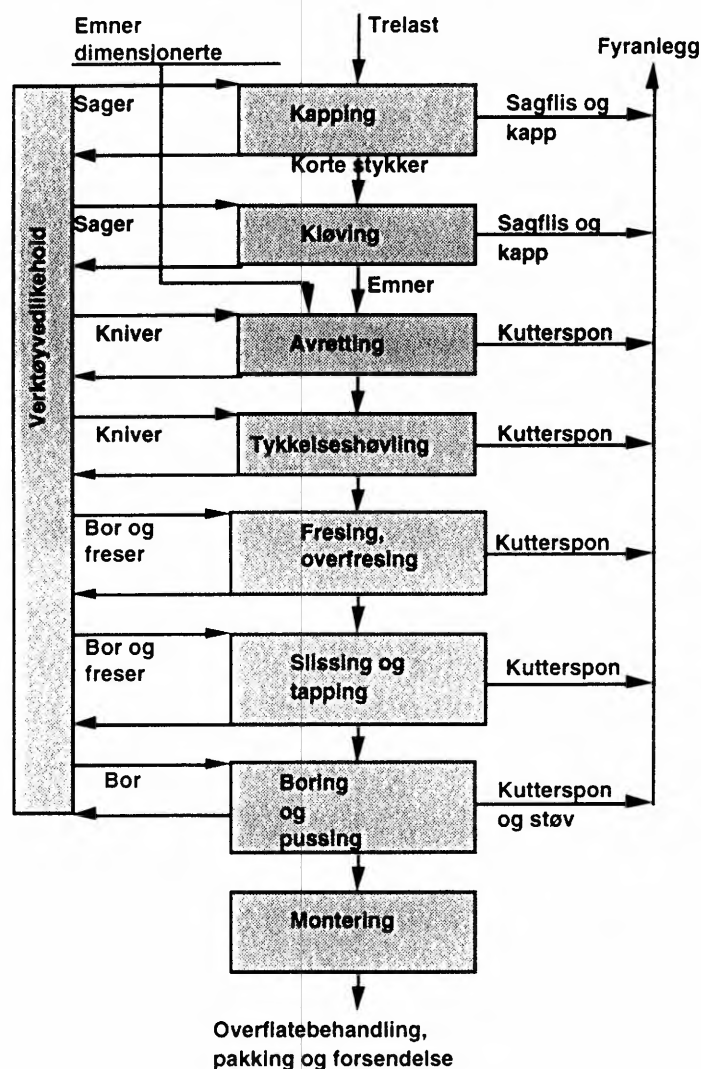 Emner
dimensjonerte
Trelast
Fyranlegg
Verktøyvedlikehold
Sager
Kapping
Sagflis og
kapp
Korte stykker
Sager
Kløving
Sagflis og
kapp
Emner
Kniver
Avretting
Kutterspon
Kniver
Tykkelseshøvling
Kutterspon
Bor og
freser
Fresing,
overfresing
Kutterspon
Bor og
freser
Slissing og
tapping
Kutterspon
Bor
Boring
og
pussing
Kutterspon
og støv
Montering
Overflatebehandling,
pakking og forsendelse